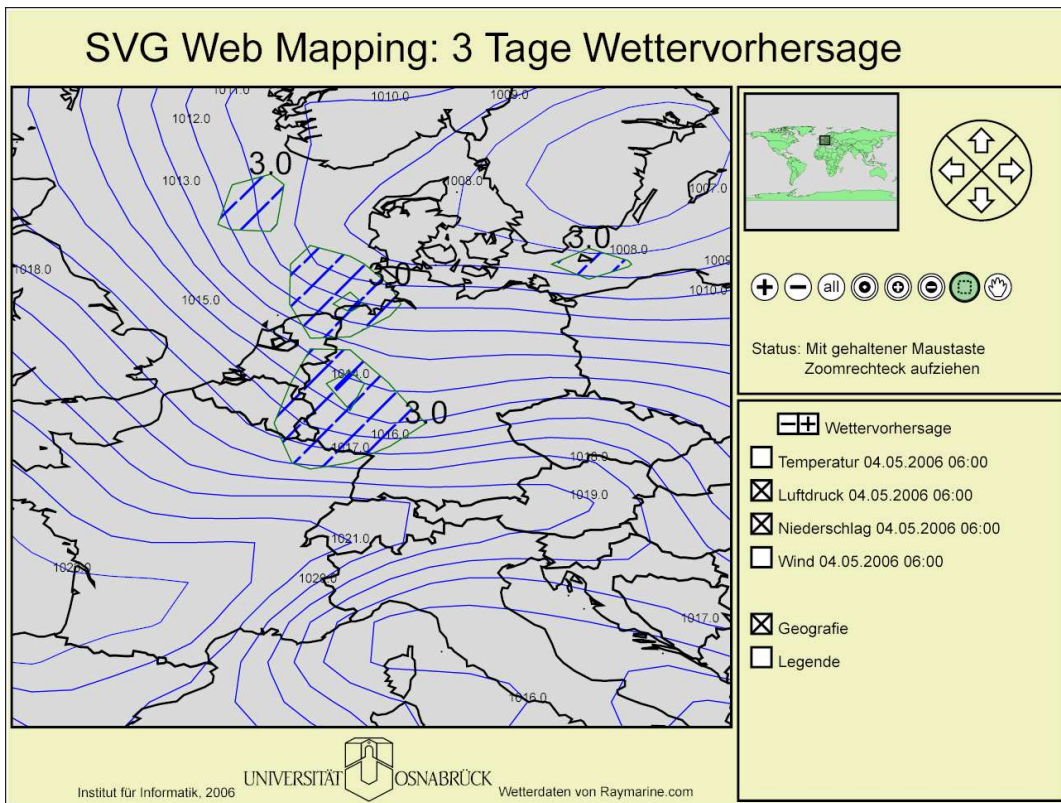 SVG Web Mapping: 3 Tage Wettervorhersage
1011.0
1010.0
1009.0
1012.0
3.0
1013.0
1008.0
1007.0
3.0
1008.0
1009
1018.0
3.0
1010.0
1015.0
1014.0
3.0
1016.0
1017.0
1018.0
1019.0
1021.0
1020.0
1017.0
1016.0
all
Status: Mit gehaltener Maustaste
Zoomrechteck aufziehen
Wettervorhersage
Temperatur 04.05.2006 06:00
Luftdruck 04.05.2006 06:00
Niederschlag 04.05.2006 06:00
Wind 04.05.2006 06:00
Geografie
Legende
Institut für Informatik, 2006
UNIVERSITÄT OSNABRÜCK
Wetterdaten von Raymarine.com